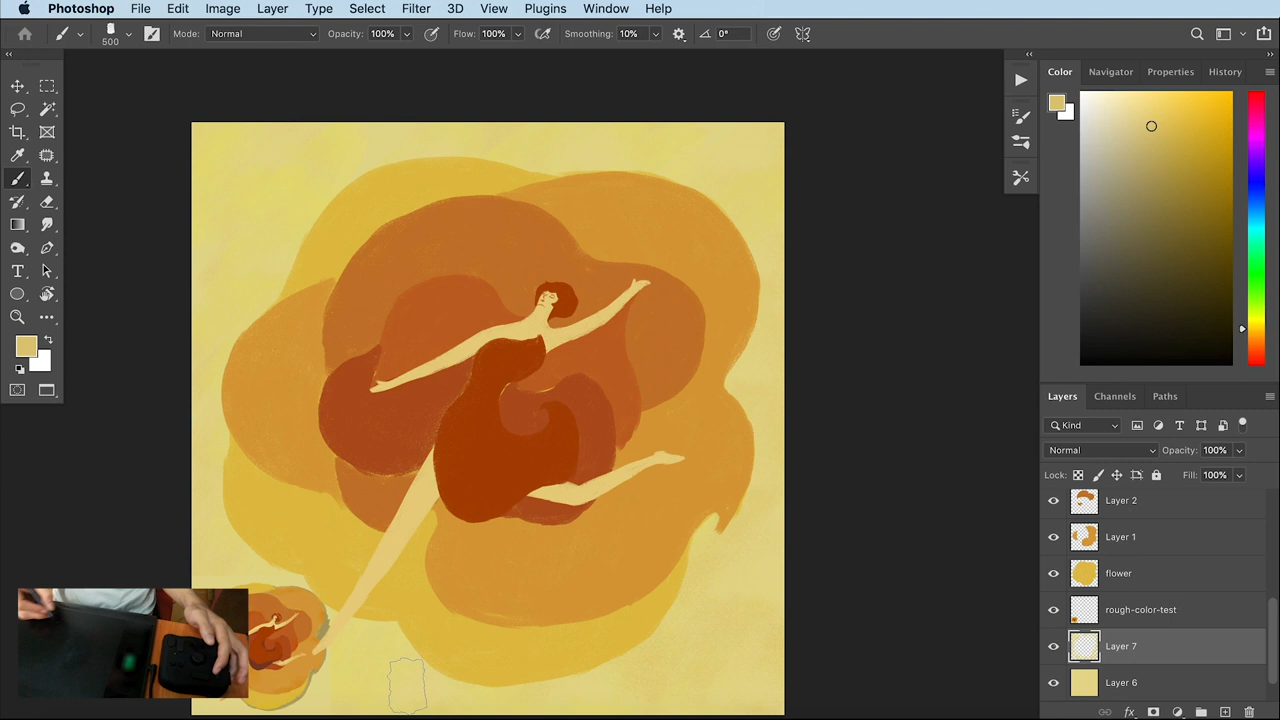 Photoshop File Edit Image Layer Type Select Filter 3D View Plugins Window Help
500 Mode: Normal Opacity: 100% Flow: 100% Smoothing: 10% 0°
Color Navigator Properties History
Layers Channels Paths
Kind
Normal Opacity: 100%
Lock: Fill: 100%
Layer 2
Layer 1
flower
rough-color-test
Layer 7
Layer 6
fx